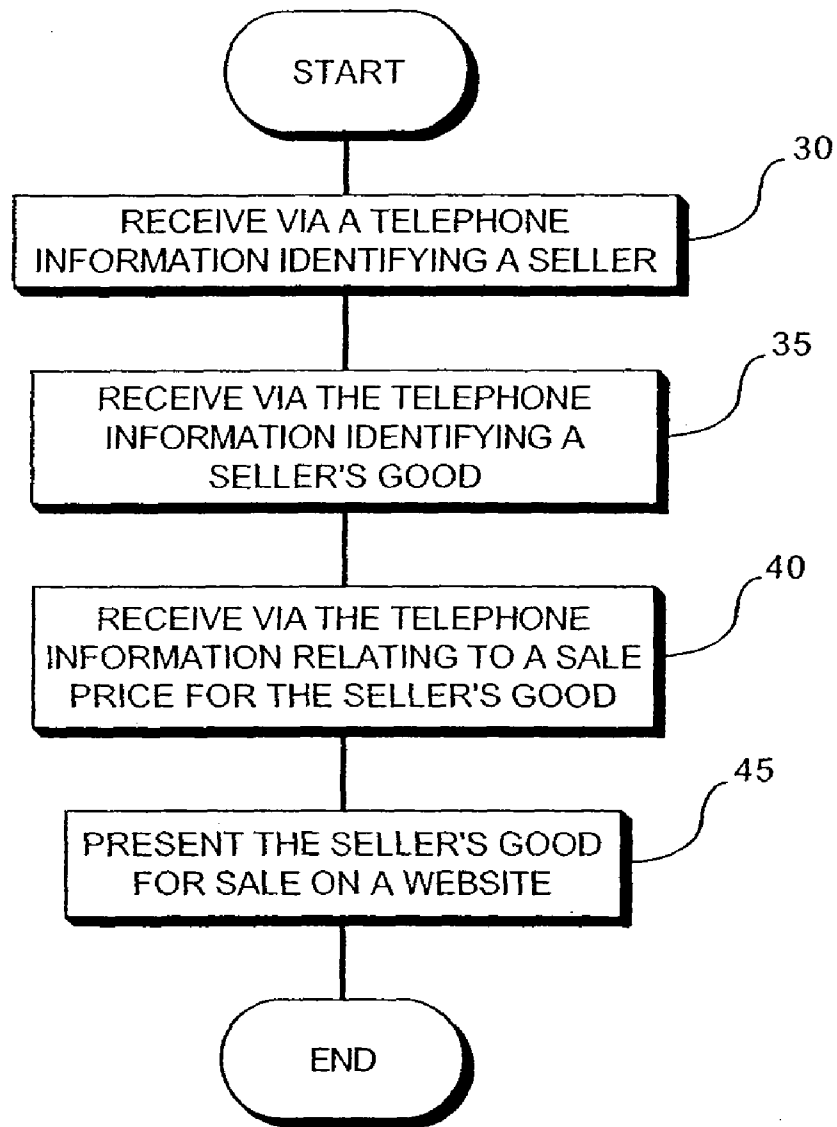 START
30
RECEIVE VIA A TELEPHONE
INFORMATION IDENTIFYING A SELLER
35
RECEIVE VIA THE TELEPHONE
INFORMATION IDENTIFYING A
SELLER'S GOOD
40
RECEIVE VIA THE TELEPHONE
INFORMATION RELATING TO A SALE
PRICE FOR THE SELLER'S GOOD
45
PRESENT THE SELLER'S GOOD
FOR SALE ON A WEBSITE
END